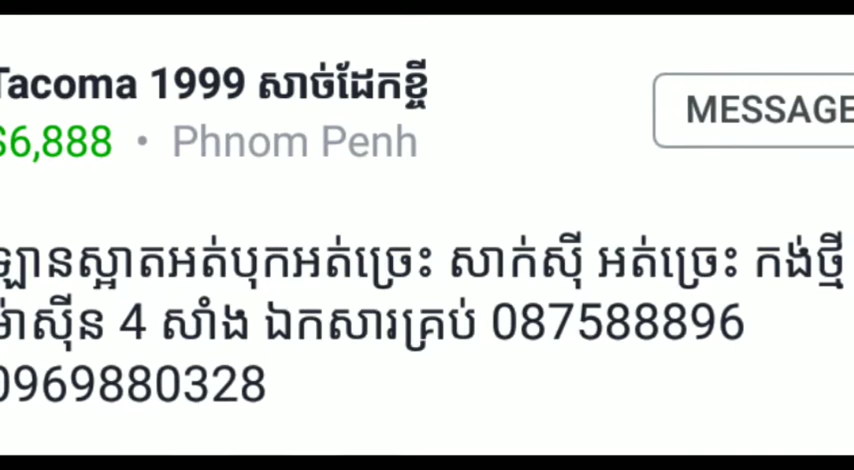 Tacoma 1999 សាច់ដែកខ្ចី
$6,888 • Phnom Penh
MESSAGE
ឡានស្អាតអត់បុកអត់ច្រេះ សាក់ស៊ី អត់ច្រេះ កង់ថ្មី
ម៉ាស៊ីន 4 សាំង ឯកសារគ្រប់ 087588896
0969880328